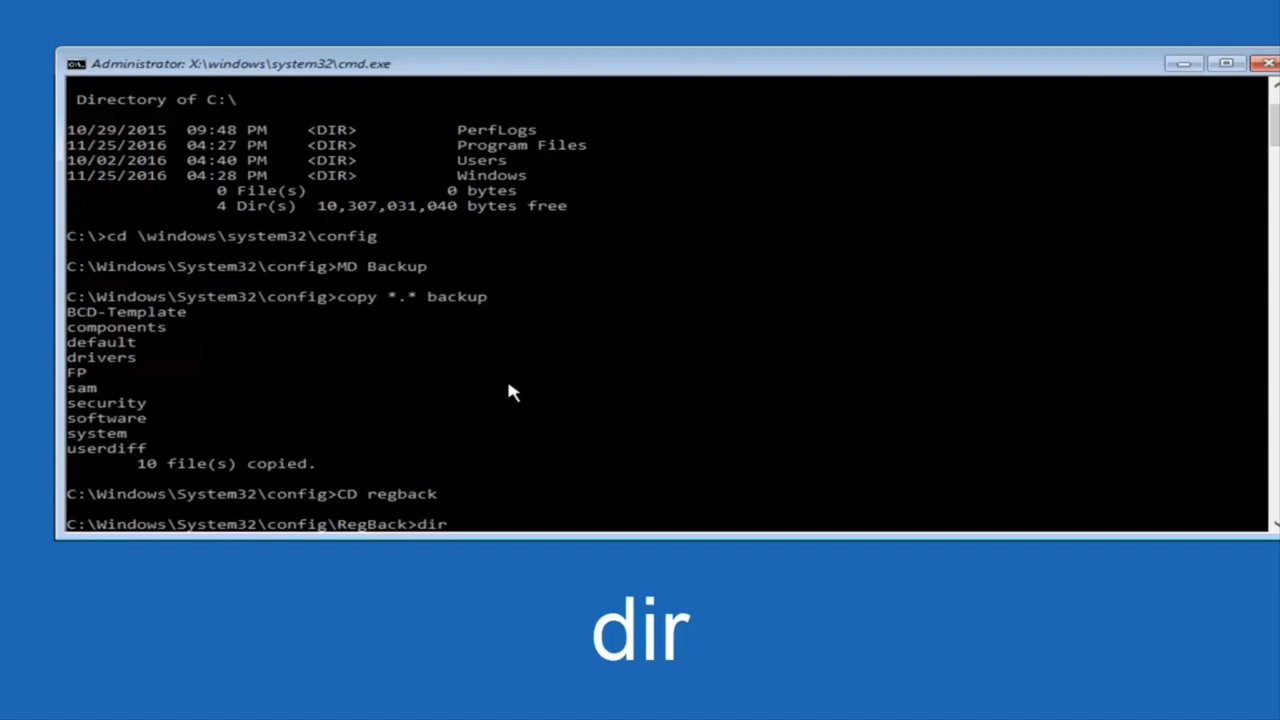 Administrator: X:\windows\system32\cmd.exe
Directory of C:\
10/29/2015 09:48 PM <DIR> PerfLogs
11/25/2016 04:27 PM <DIR> Program Files
10/02/2016 04:40 PM <DIR> Users
11/25/2016 04:28 PM <DIR> Windows
0 File(s) 0 bytes
4 Dir(s) 10,307,031,040 bytes free
C:\>cd \windows\system32\config
C:\Windows\System32\config>MD Backup
C:\Windows\System32\config>copy *.* backup
BCD-Template
components
default
drivers
FP
sam
security
software
system
userdiff
10 file(s) copied.
C:\Windows\System32\config>CD regback
C:\Windows\System32\config\RegBack>dir
dir